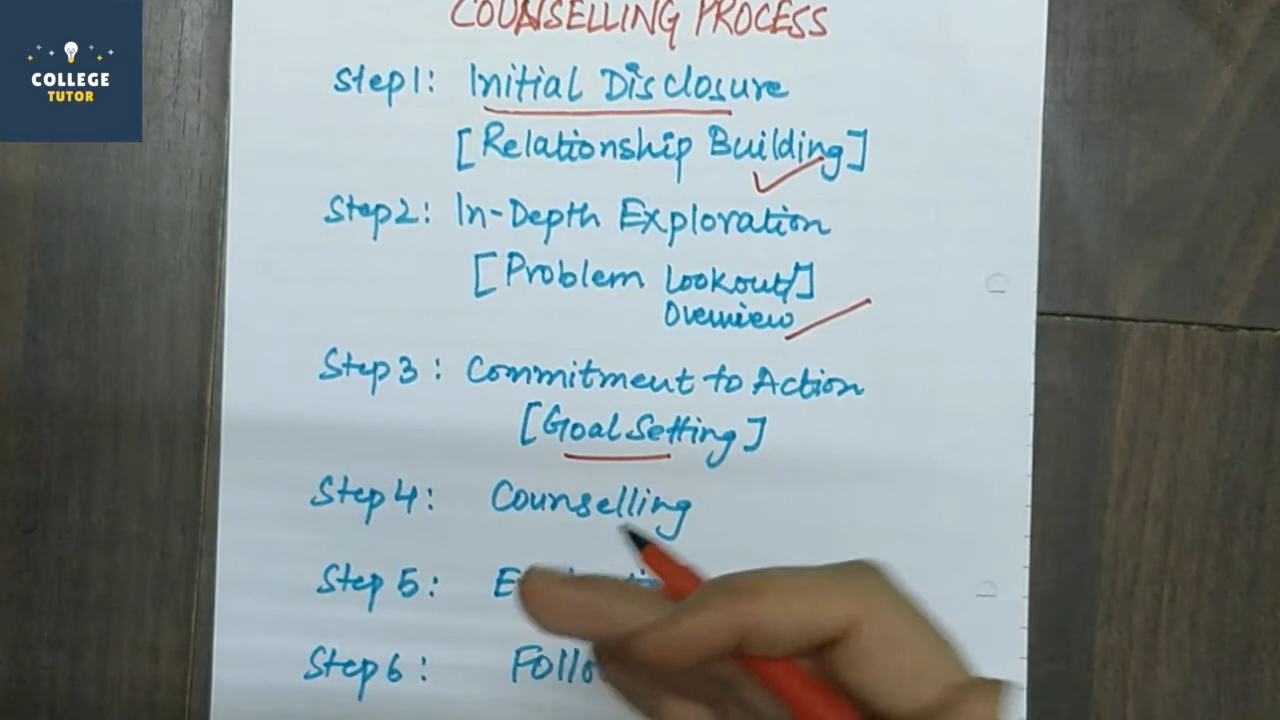 COLLEGE
TUTOR
COUNSELLING PROCESS
Step 1: Initial Disclosure
[Relationship Building]
Step 2: In-Depth Exploration
[Problem Lookout/]
Overview
Step 3: Commitment to Action
[Goal Setting]
Step 4: Counselling
Step 5:
Step 6: